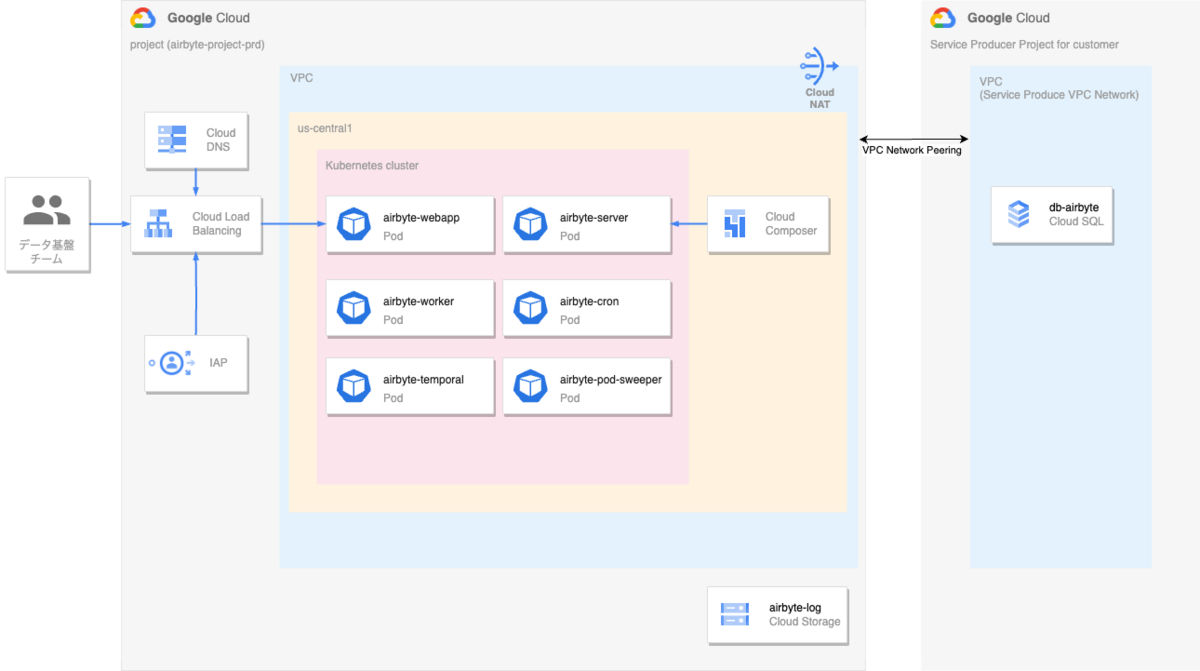 Google Cloud
project (airbyte-project-prd)
VPC
Cloud
NAT
us-central1
Kubernetes cluster
Cloud
DNS
データ基盤
チーム
Cloud Load
Balancing
IAP
airbyte-webapp
Pod
airbyte-server
Pod
Cloud
Composer
airbyte-worker
Pod
airbyte-cron
Pod
airbyte-temporal
Pod
airbyte-pod-sweeper
Pod
airbyte-log
Cloud Storage
VPC Network Peering
Google Cloud
Service Producer Project for customer
VPC
(Service Produce VPC Network)
db-airbyte
Cloud SQL